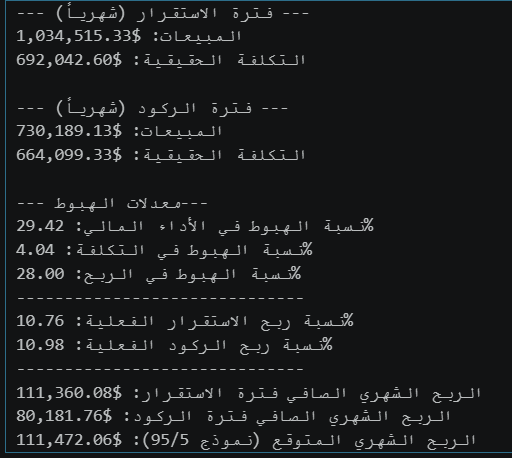 --- فترة الاستقرار (شهرياً) ---
المبيعات: $1,034,515.33
التكلفة الحقيقية: $692,042.60
--- فترة الركود (شهرياً) ---
المبيعات: $730,189.13
التكلفة الحقيقية: $664,099.33
---معدلات الهبوط ---
%نسبة الهبوط في الأداء المالي: 29.42
%نسبة الهبوط في التكلفة: 4.04
%نسبة الهبوط في الربح: 28.00
------------------------------
%نسبة ربح الاستقرار الفعلية: 10.76
%نسبة ربح الركود الفعلية: 10.98
------------------------------
الربح الشهري الصافي فترة الاستقرار: $111,360.08
الربح الشهري الصافي فترة الركود: $80,181.76
الربح الشهري المتوقع (نموذج 95/5): $111,472.06